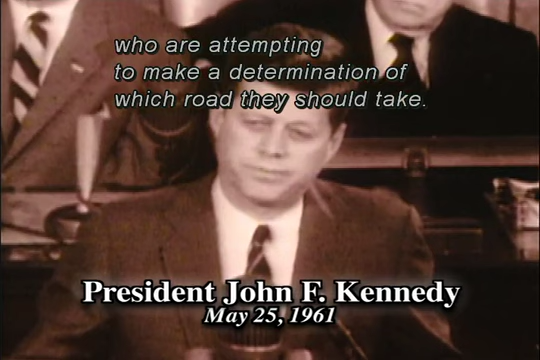 who are attempting
to make a determination of
which road they should take.
President John F. Kennedy
May 25, 1961